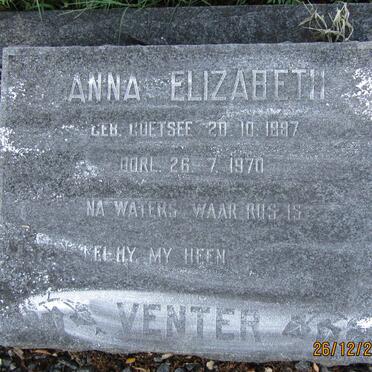 ANNA ELIZABETH
GEB. COETSEE 20.10.1897
OORL. 26.7.1970
NA WATERS WAAR RUS IS
LEI HY MY HEEN
VENTER
26/12/2